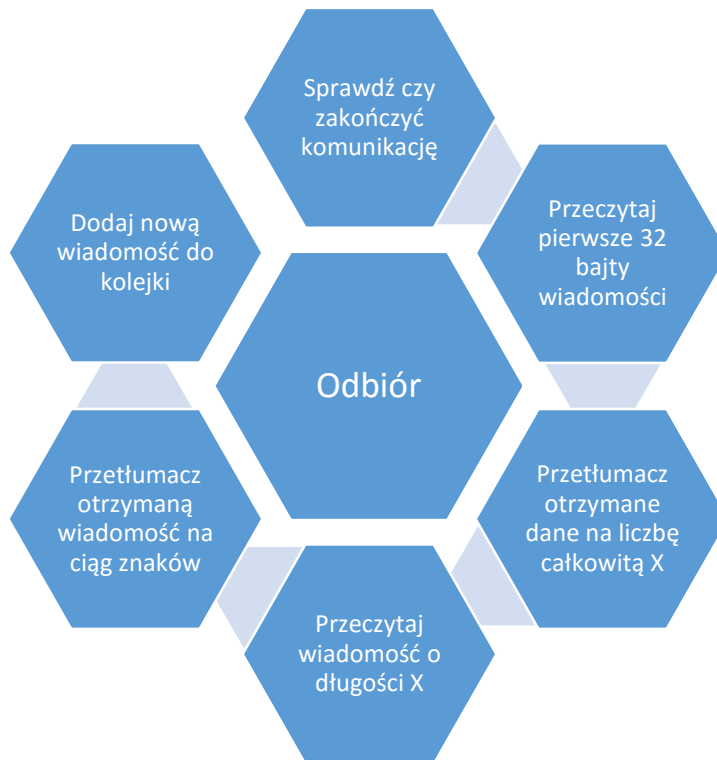 Sprawdź czy
zakończyć
komunikację
Przeczytaj
pierwsze 32
bajty
wiadomości
Przetłumacz
otrzymane
dane na liczbę
całkowitą X
Przeczytaj
wiadomość o
długości X
Przetłumacz
otrzymaną
wiadomość na
ciąg znaków
Dodaj nową
wiadomość do
kolejki
Odbiór